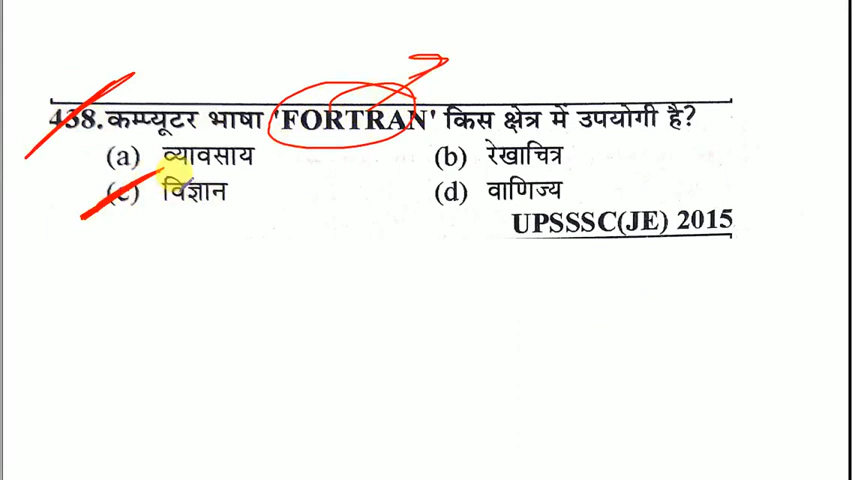 438. कम्प्यूटर भाषा 'FORTRAN' किस क्षेत्र में उपयोगी है?
(a) व्यावसाय (b) रेखाचित्र
(c) विज्ञान (d) वाणिज्य
UPSSSC(JE) 2015